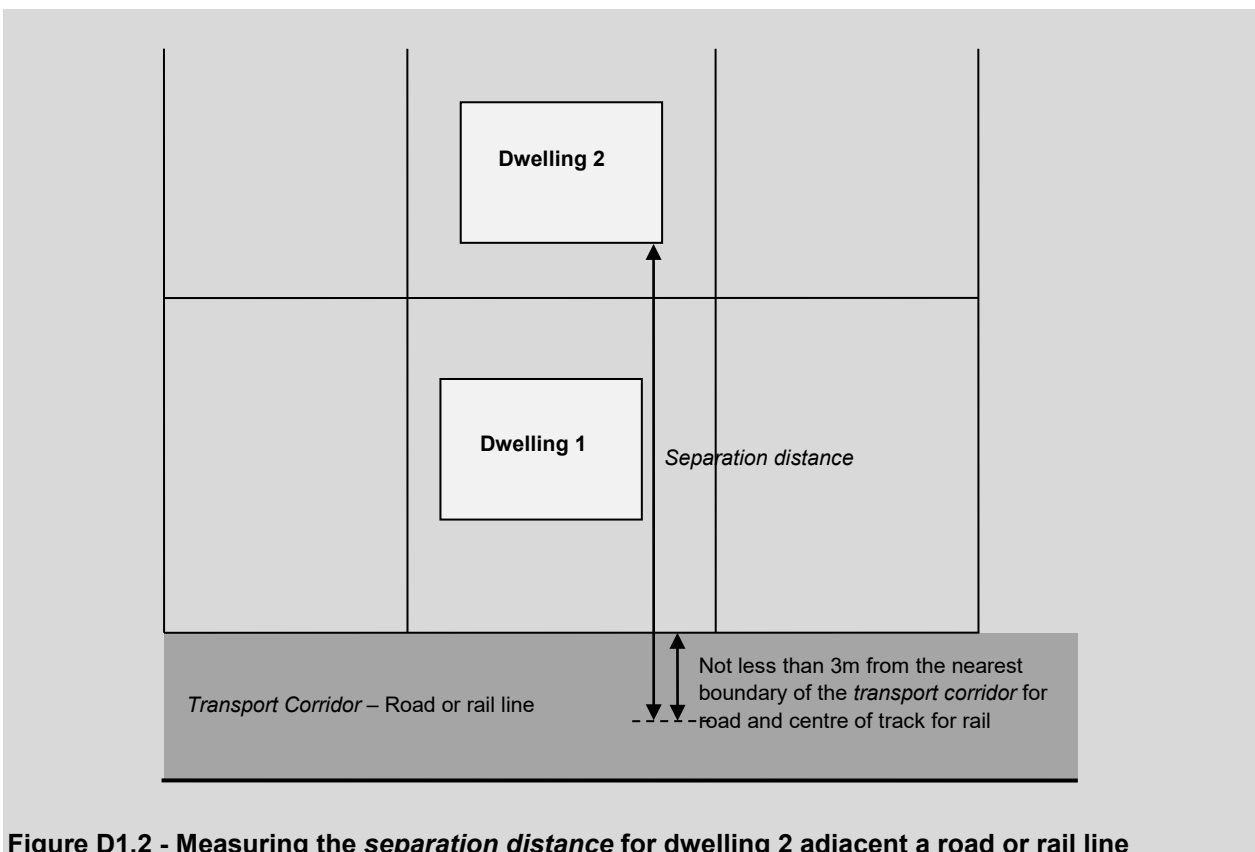 Dwelling 2
Dwelling 1
Separation distance
Transport Corridor – Road or rail line
Not less than 3m from the nearest
boundary of the transport corridor for
road and centre of track for rail
Figure D1.2 - Measuring the separation distance for dwelling 2 adjacent a road or rail line